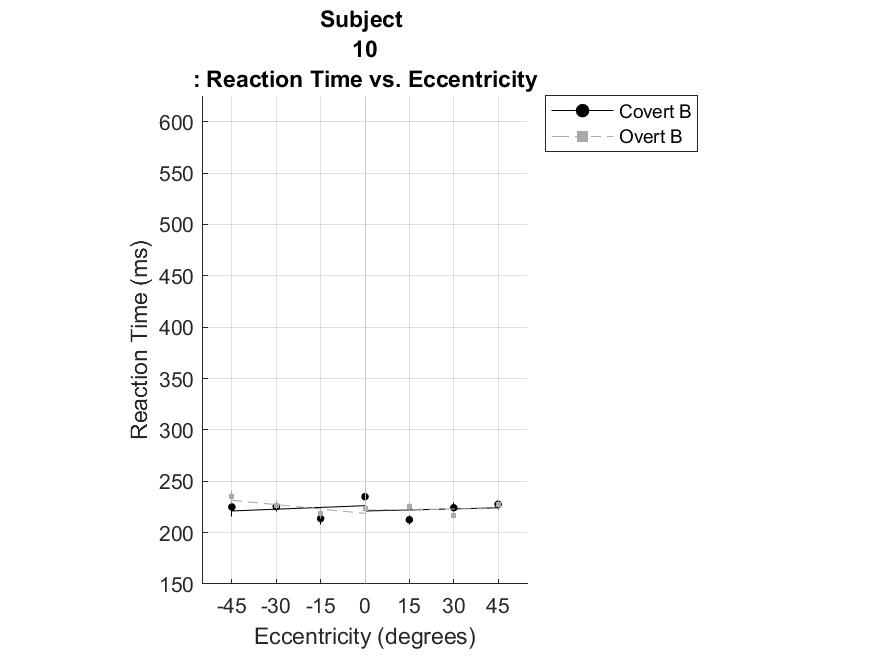 Subject
10
: Reaction Time vs. Eccentricity
Covert B
Overt B
600
550
500
450
400
350
300
250
200
150
Reaction Time (ms)
-45 -30 -15 0 15 30 45
Eccentricity (degrees)